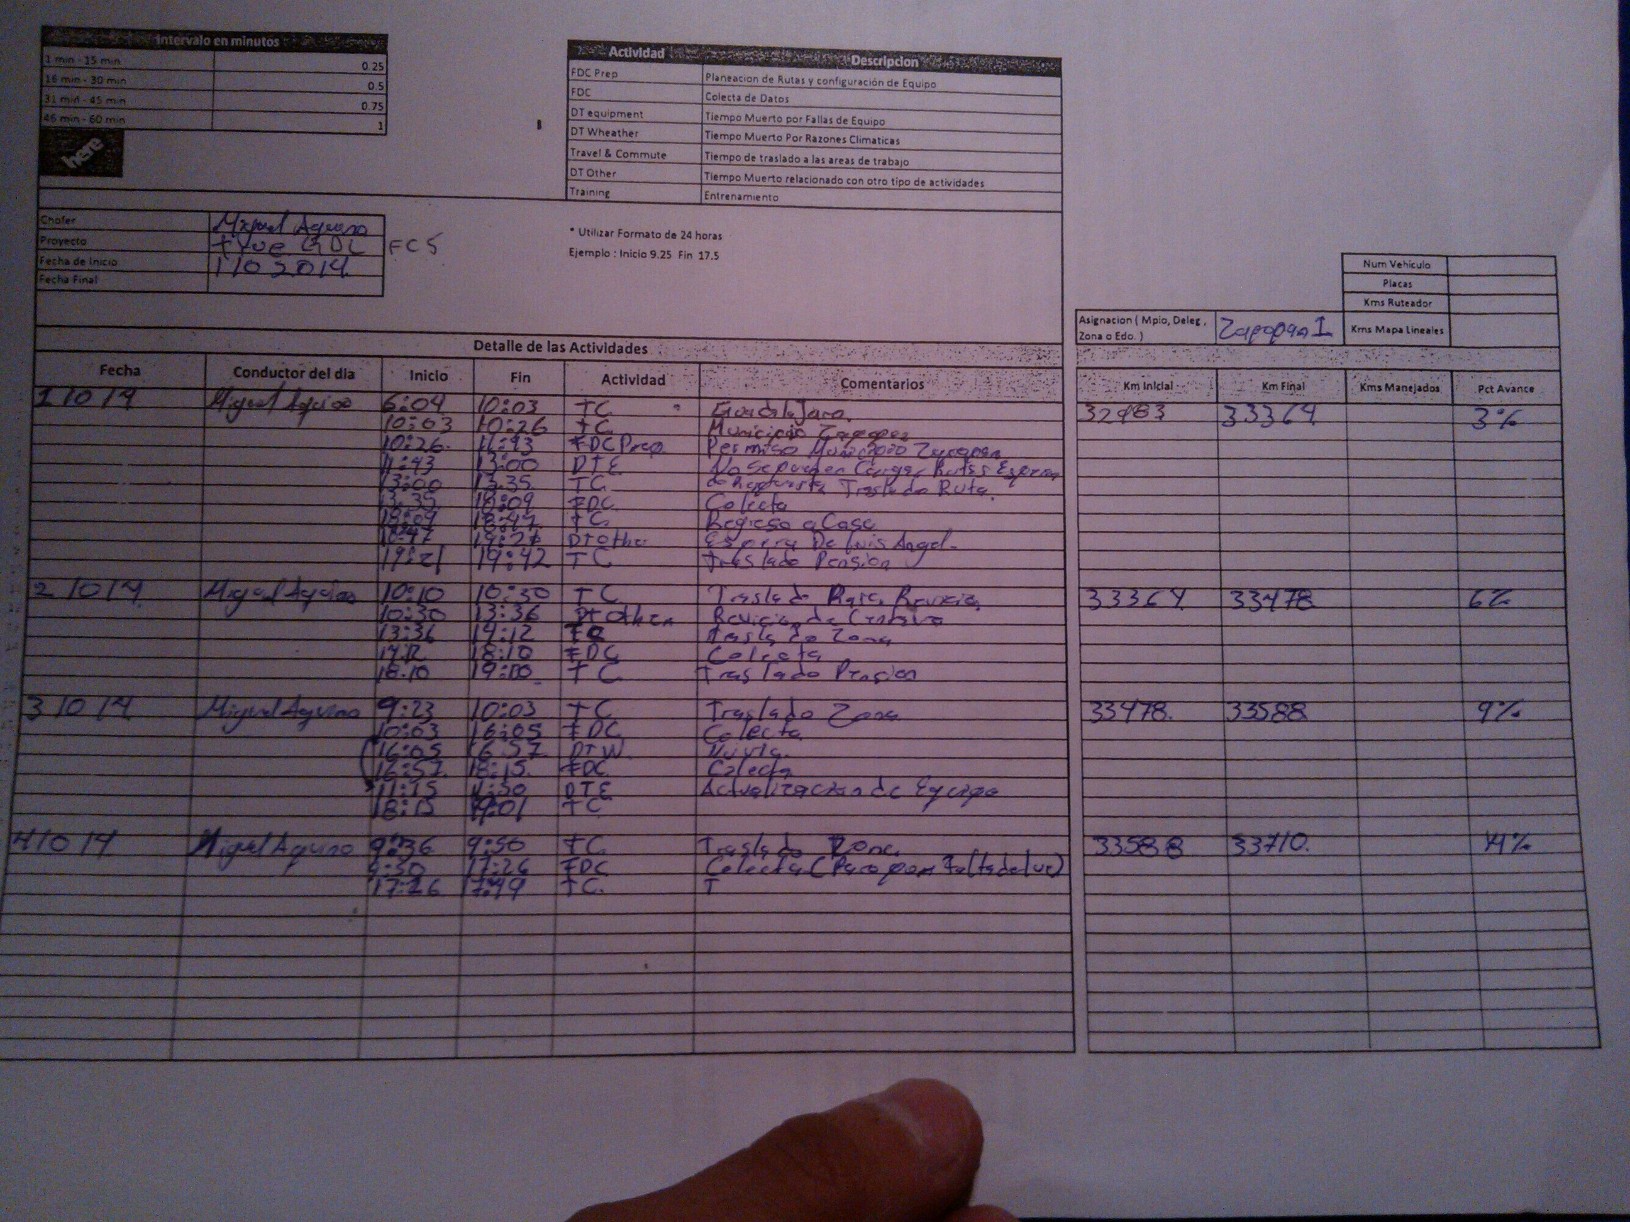 Intervalo en minutos
1 min - 15 min 0.25
16 min - 30 min 0.5
31 min - 45 min 0.75
46 min - 60 min 1
here
Actividad Descripcion
FDC Prep Planeacion de Rutas y configuración de Equipo
FDC Colecta de Datos
DT equipment Tiempo Muerto por Fallas de Equipo
DT Wheather Tiempo Muerto Por Razones Climaticas
Travel & Commute Tiempo de traslado a las areas de trabajo
DT Other Tiempo Muerto relacionado con otro tipo de actividades
Training Entrenamiento
Chofer Miguel Aquino
Proyecto true GDL FC5
Fecha de Inicio 1102014
Fecha Final
* Utilizar Formato de 24 horas
Ejemplo : Inicio 9.25 Fin 17.5
Num Vehiculo
Placas
Kms Ruteador
Kms Mapa Lineales
Asignacion ( Mpio, Deleg, Zona o Edo. ) Zapopan 1
Detalle de las Actividades
Fecha Conductor del dia Inicio Fin Actividad Comentarios Km Inicial Km Final Kms Manejados Pct Avance
1 10 14 Miguel Aquino 6:04 10:03 TC Guadalajara 32983 33364 3%
10:03 10:26 TC Municipio Zapopan
10:26 11:43 FDC Prep Permiso Municipio Zapopan
11:43 13:00 DTE No Se pueden Cargar Rutas Espera
13:00 13:35 TC de Respuesta Traslado Ruta.
13:35 18:09 FDC Colecta
18:09 18:47 TC Regreso a Casa
18:47 19:21 DT Other Espera De Luis Angel
19:21 19:42 TC Traslado Pension
2 10 14 Miguel Aquino 10:10 10:30 TC Traslado Para 33364 33478 6%
10:30 13:36 DT Other de
13:36 14:12 TC Traslado Zona
14:12 18:10 FDC Colecta
18:10 19:00 TC Traslado Pension
3 10 14 Miguel Aquino 9:23 10:03 TC Traslado Zona 33478 33588 9%
10:03 16:05 FDC Colecta
16:05 16:57 DTW Lluvia
16:57 18:15 FDC Colecta
11:15 11:30 DTE Actualizacion de Equipo
18:15 19:01 TC
4 10 14 Miguel Aquino 9:36 9:50 TC Traslado Zona 33588 33710 14%
9:50 17:26 FDC Colecta (Paro por Falta de luz)
17:26 17:49 TC. T